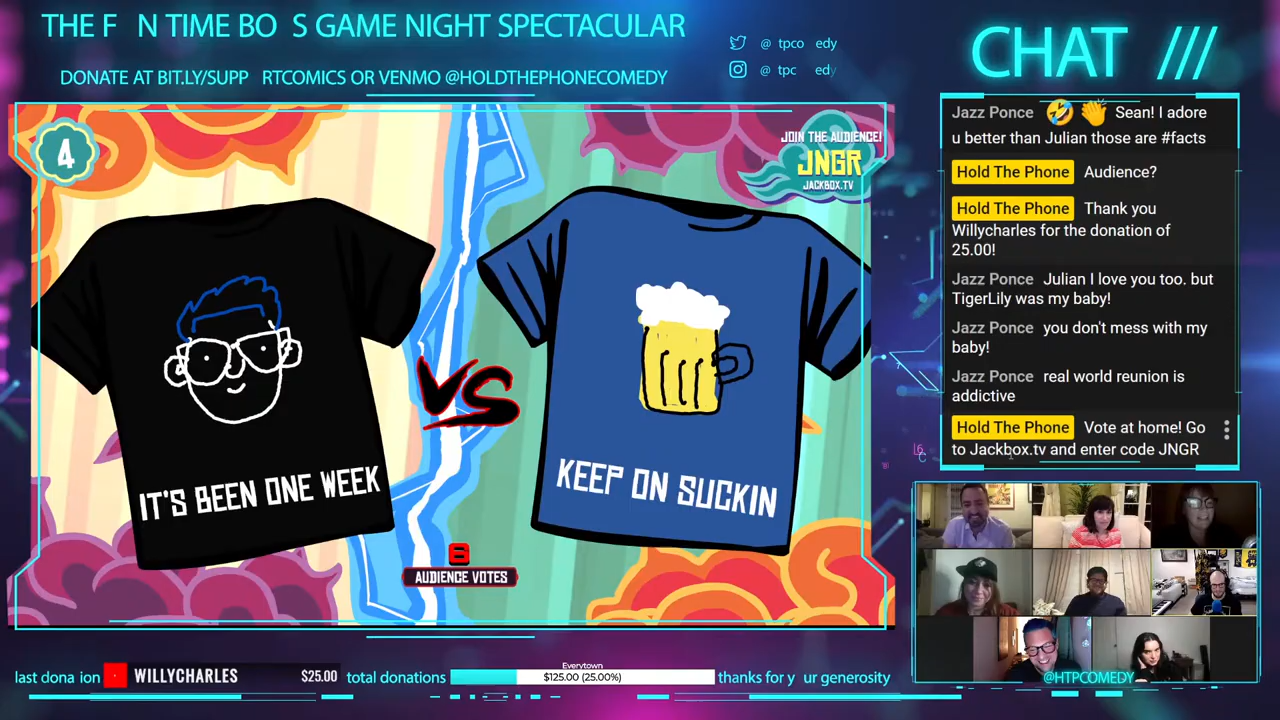 THE F N TIME BO S GAME NIGHT SPECTACULAR
DONATE AT BIT.LY/SUPP RTCOMICS OR VENMO @HOLDTHEPHONECOMEDY
@ tpco edy
@ tpc edy
CHAT ///
4
JOIN THE AUDIENCE!
JNGR
JACKBOX.TV
IT'S BEEN ONE WEEK
VS
KEEP ON SUCKIN
8
AUDIENCE VOTES
Jazz Ponce 🤣 👏 Sean! I adore
u better than Julian those are #facts
Hold The Phone Audience?
Hold The Phone Thank you
Willycharles for the donation of
25.00!
Jazz Ponce Julian I love you too. but
TigerLily was my baby!
Jazz Ponce you don't mess with my
baby!
Jazz Ponce real world reunion is
addictive
Hold The Phone Vote at home! Go
to Jackbox.tv and enter code JNGR
@HTPCOMEDY
last dona ion WILLYCHARLES $25.00
total donations
Everytown
$125.00 (25.00%)
thanks for y ur generosity